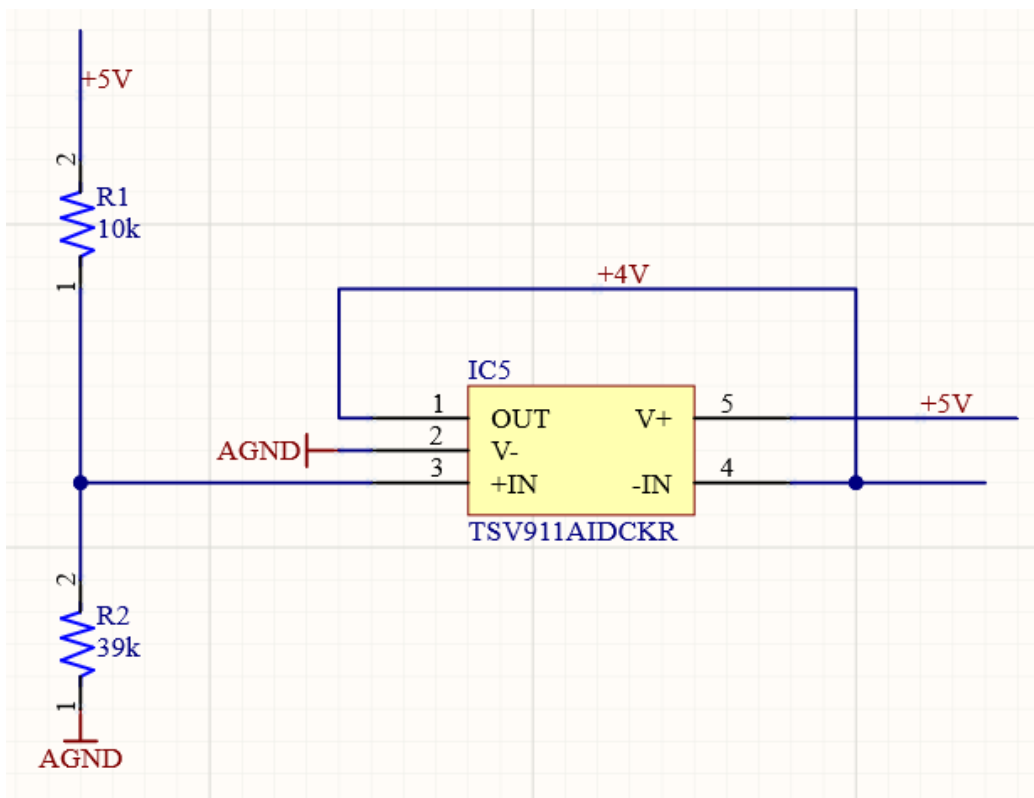 +5V
2
R1
10k
1
+4V
IC5
1 OUT V+ 5 +5V
AGND 2 V-
3 +IN -IN 4
TSV911AIDCKR
2
R2
39k
1
AGND